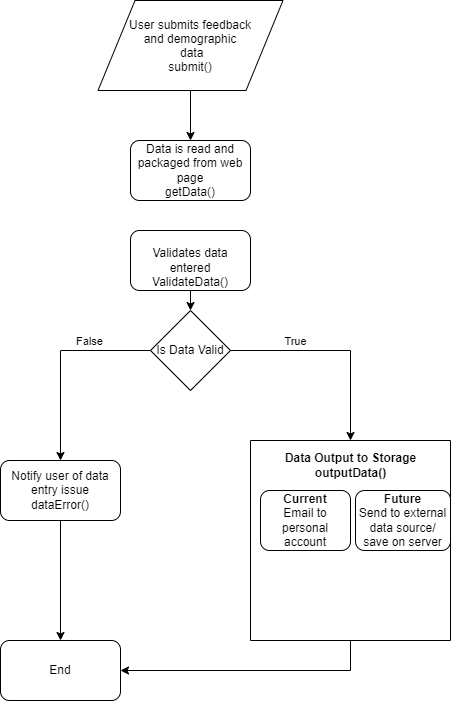 User submits feedback
and demographic
data
submit()
Data is read and
packaged from web
page
getData()
Validates data
entered
ValidateData()
Is Data Valid
False
True
Notify user of data
entry issue
dataError()
Data Output to Storage
outputData()
Current
Email to
personal
account
Future
Send to external
data source/
save on server
End